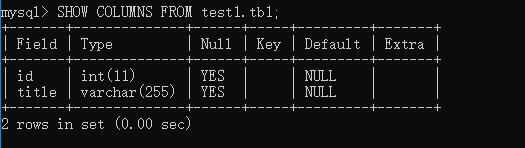 mysql> SHOW COLUMNS FROM test1.tbl;
+-------+--------------+------+-----+---------+-------+
| Field | Type         | Null | Key | Default | Extra |
+-------+--------------+------+-----+---------+-------+
| id    | int(11)      | YES  |     | NULL    |       |
| title | varchar(255) | YES  |     | NULL    |       |
+-------+--------------+------+-----+---------+-------+
2 rows in set (0.00 sec)